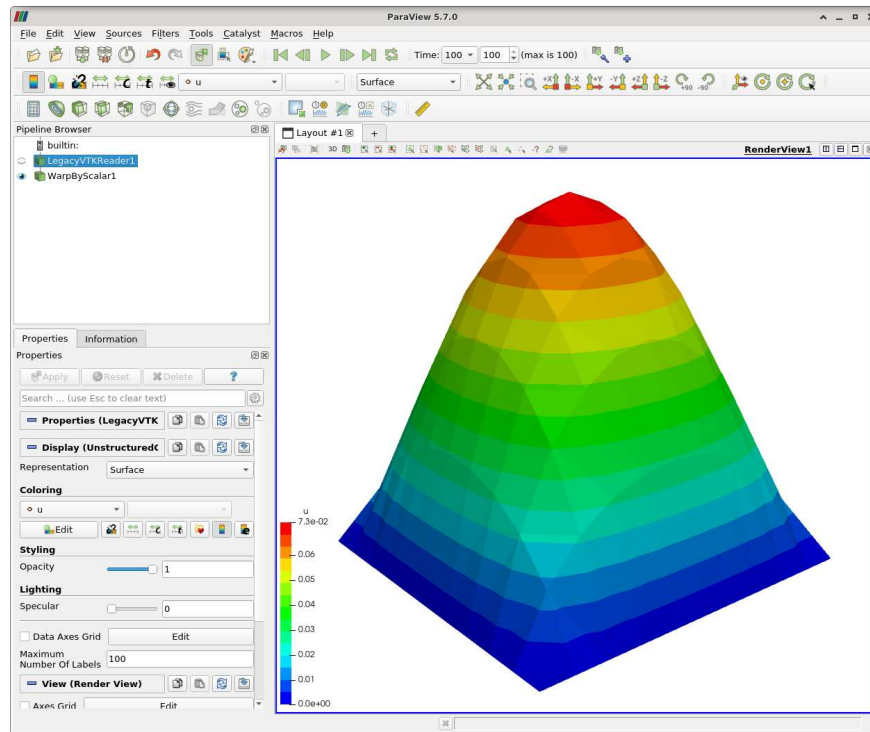 ParaView 5.7.0
File Edit View Sources Filters Tools Catalyst Macros Help
Time: 100 100 (max is 100)
u Surface +X -X +Y -Y +Z -Z +90 -90
Pipeline Browser
builtin:
LegacyVTKReader1
WarpByScalar1
Layout #1 +
3D RenderView1
Properties Information
Properties
Apply Reset Delete ?
Search ... (use Esc to clear text)
Properties (LegacyVTK
Display (UnstructuredG
Representation Surface
Coloring
u
Edit
Styling
Opacity 1
Lighting
Specular 0
Data Axes Grid Edit
Maximum
Number Of Labels 100
View (Render View)
Axes Grid Edit
u
7.3e-02
0.06
0.05
0.04
0.03
0.02
0.01
0.0e+00